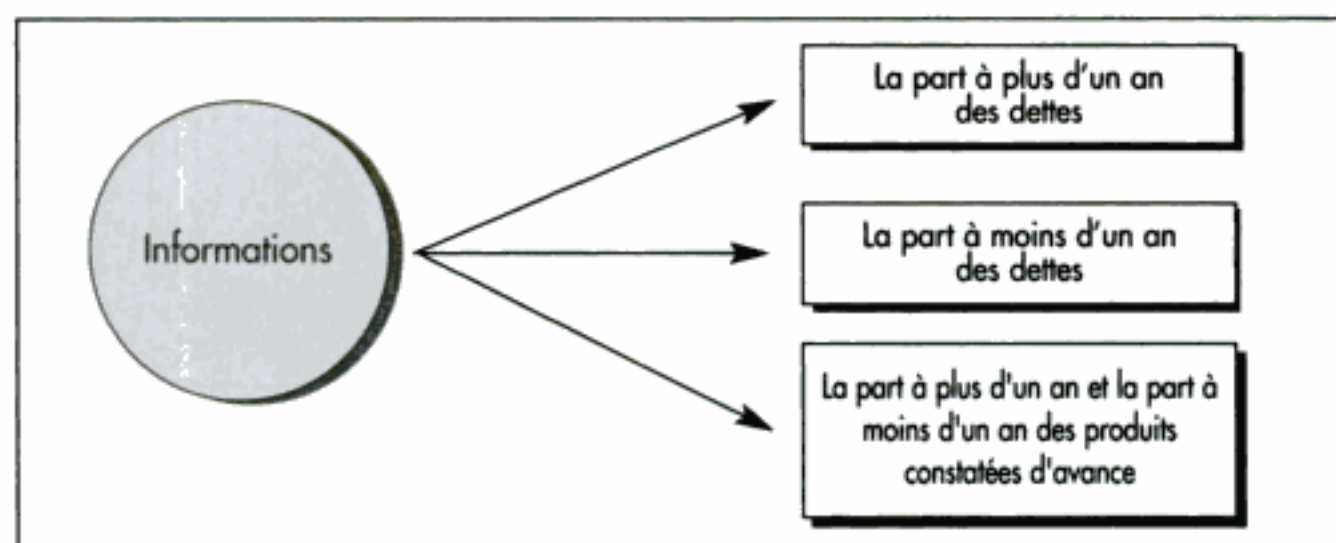 Informations
La part à plus d'un an
des dettes
La part à moins d'un an
des dettes
La part à plus d'un an et la part à
moins d'un an des produits
constatées d'avance